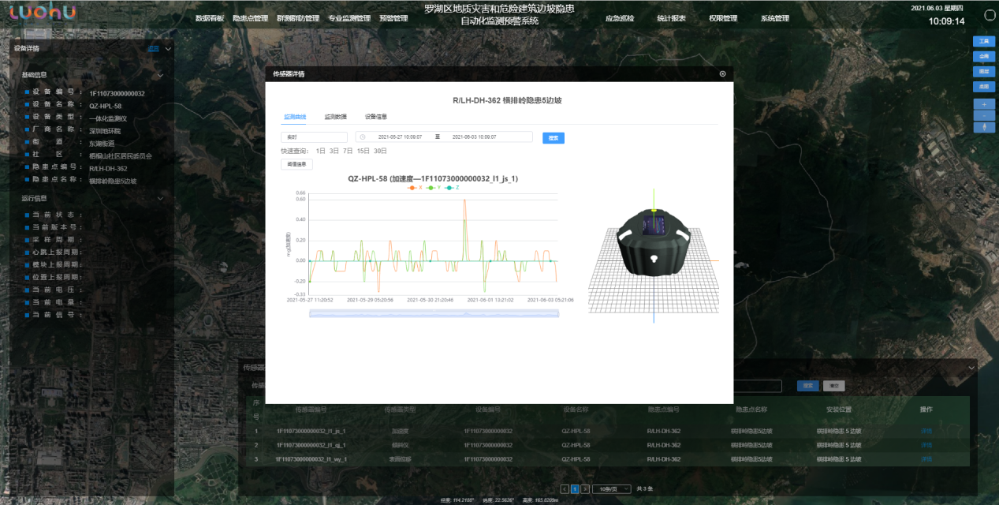 luohu
数据看板 隐患点管理 群测群防管理 专业监测管理 预警管理
罗湖区地质灾害和危险建筑边坡隐患
自动化监测预警系统
应急巡检 统计报表 权限管理 系统管理
2021.06.03 星期四
10:09:14
设备详情
基础信息
设备编号: 1F11073000000032
设备名称: QZ-HPL-58
设备类型: 一体化监测仪
厂商名称: 深圳地环院
街道: 东湖街道
社区: 梧桐山社区居民委员会
隐患点编号: R/LH-DH-362
隐患点名称: 横排岭隐患5边坡
运行信息
当前状态:
当前版本号:
采样周期:
心跳上报周期:
模块上报周期:
位置上报周期:
当前电压:
当前电量:
当前信号:
工具
全局
图层
底图
+
-
传感器详情
R/LH-DH-362 横排岭隐患5边坡
监测曲线 监测数据 设备信息
实时 2021-05-27 10:09:07 至 2021-06-03 10:09:07 搜索
快速查询: 1日 3日 7日 15日 30日
阈值信息
QZ-HPL-58 (加速度—1F11073000000032_l1_js_1)
X Y Z
mg(加速度)
0.66
0.60
0.40
0.20
0.00
-0.20
-0.33
2021-05-27 11:20:52 2021-05-29 05:20:56 2021-05-30 21:20:46 2021-06-01 13:21:02 2021-06-03 05:21:06
搜索 清空
序号 传感器编号 传感器类型 设备编号 设备名称 隐患点编号 隐患点名称 安装位置 操作
1 1F11073000000032_l1_js_1 加速度 1F11073000000032 QZ-HPL-58 R/LH-DH-362 横排岭隐患5边坡 横排岭隐患 5 边坡 详情
2 1F11073000000032_l1_qj_1 倾斜仪 1F11073000000032 QZ-HPL-58 R/LH-DH-362 横排岭隐患5边坡 横排岭隐患 5 边坡 详情
3 1F11073000000032_l1_wy_1 表面位移 1F11073000000032 QZ-HPL-58 R/LH-DH-362 横排岭隐患5边坡 横排岭隐患 5 边坡 详情
< 1 > 10条/页 共 3 条
经度: 114.2188° 纬度: 22.5626° 高度: 165.8209m